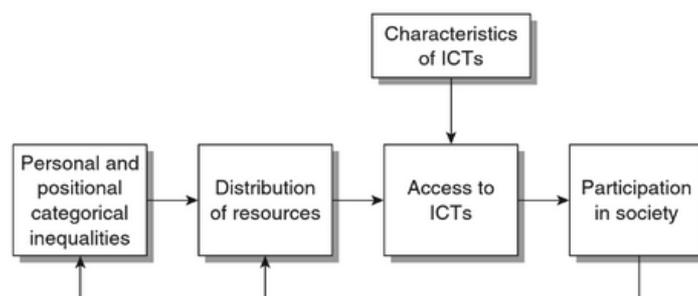 Characteristics
of ICTs
Personal and
positional
categorical
inequalities
Distribution
of resources
Access to
ICTs
Participation
in society